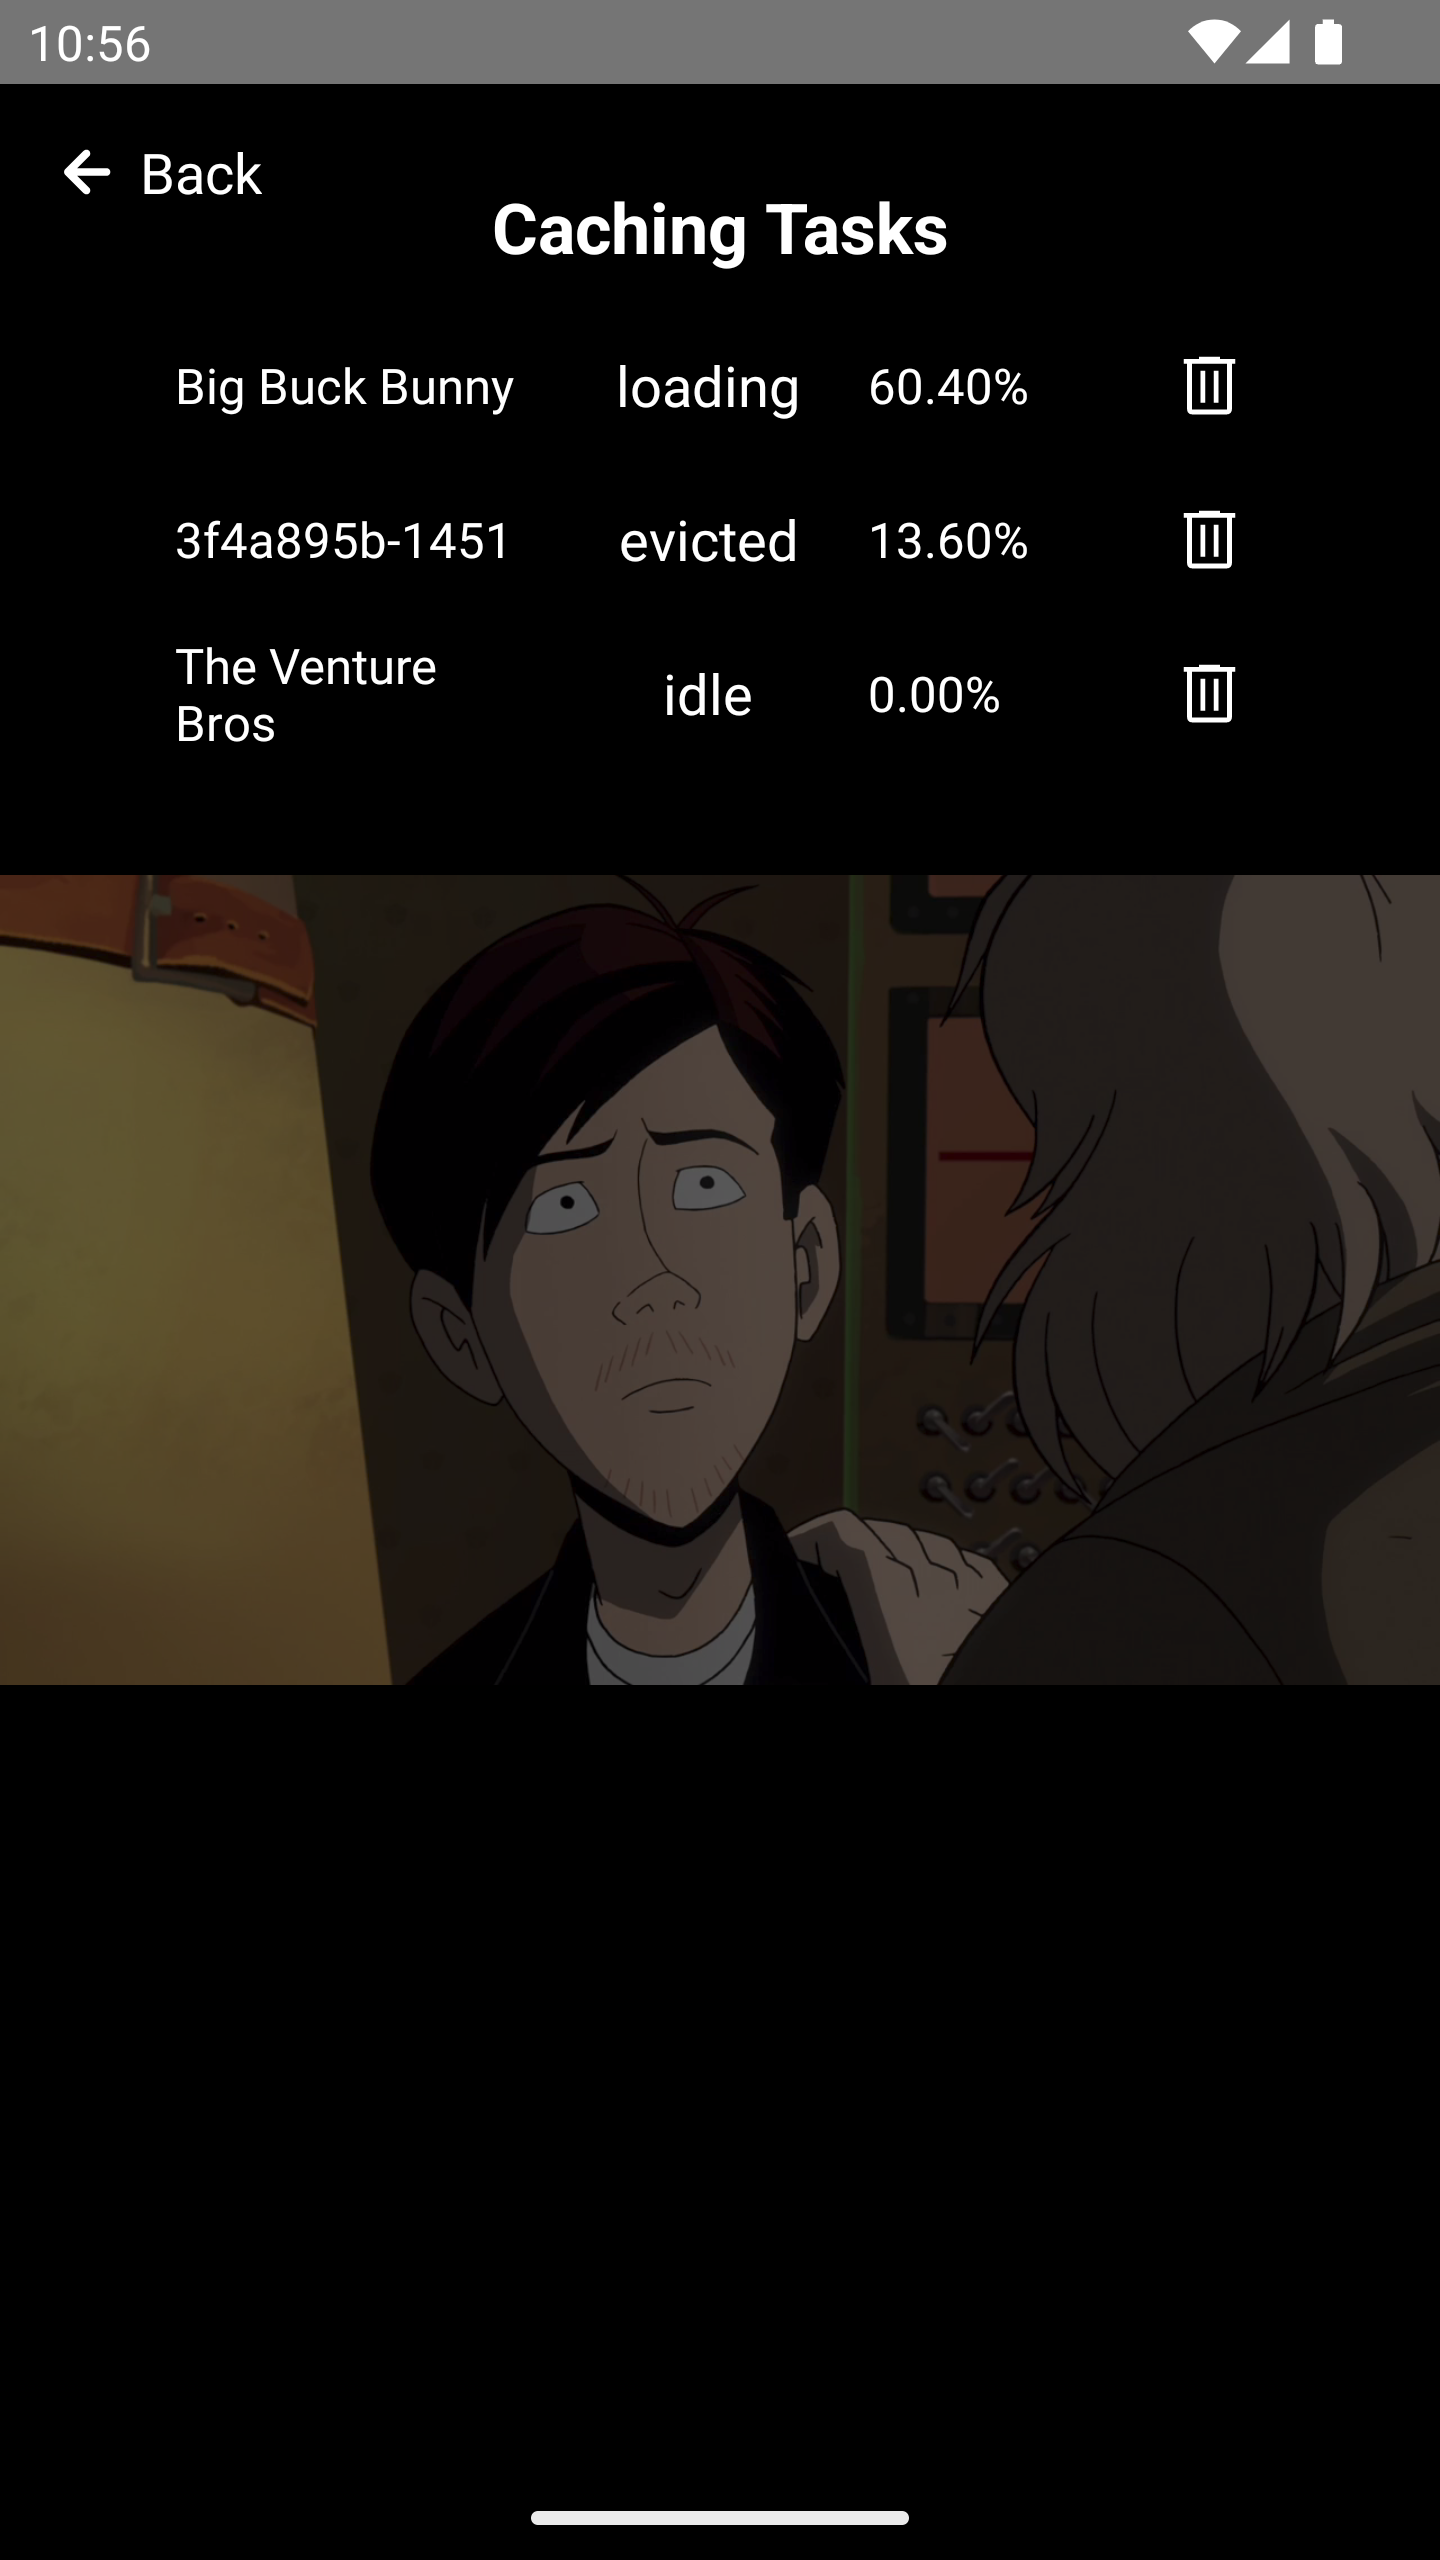 10:56
Back
Caching Tasks
Big Buck Bunny loading 60.40%
3f4a895b-1451 evicted 13.60%
The Venture
Bros idle 0.00%